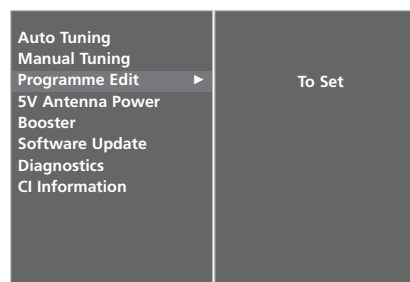 Auto Tuning
Manual Tuning
Programme Edit ►
To Set
5V Antenna Power
Booster
Software Update
Diagnostics
CI Information